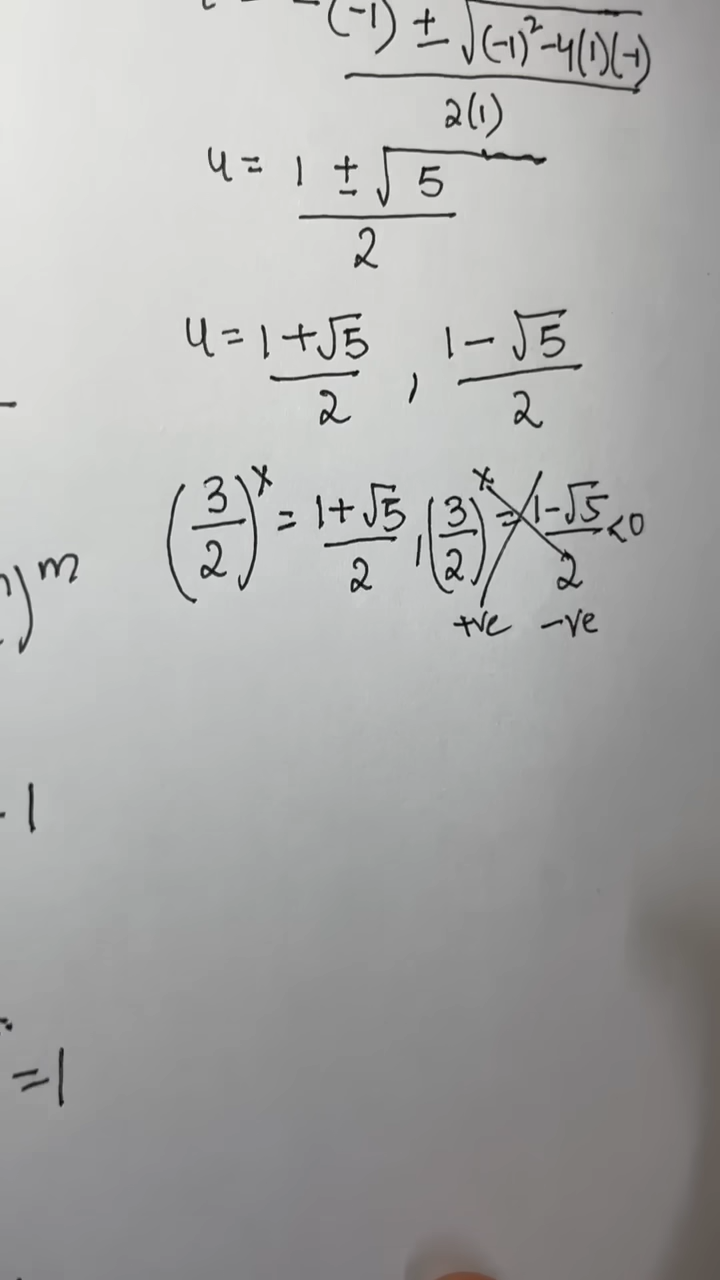 -(-1) ± √(-1)²-4(1)(-1)
2(1)
u = 1 ± √5
2
u = 1+√5 , 1-√5
2 2
(3/2)^x = 1+√5 , (3/2)^x = 1-√5 <0
2 2
+ve -ve
)^m
-1
=1